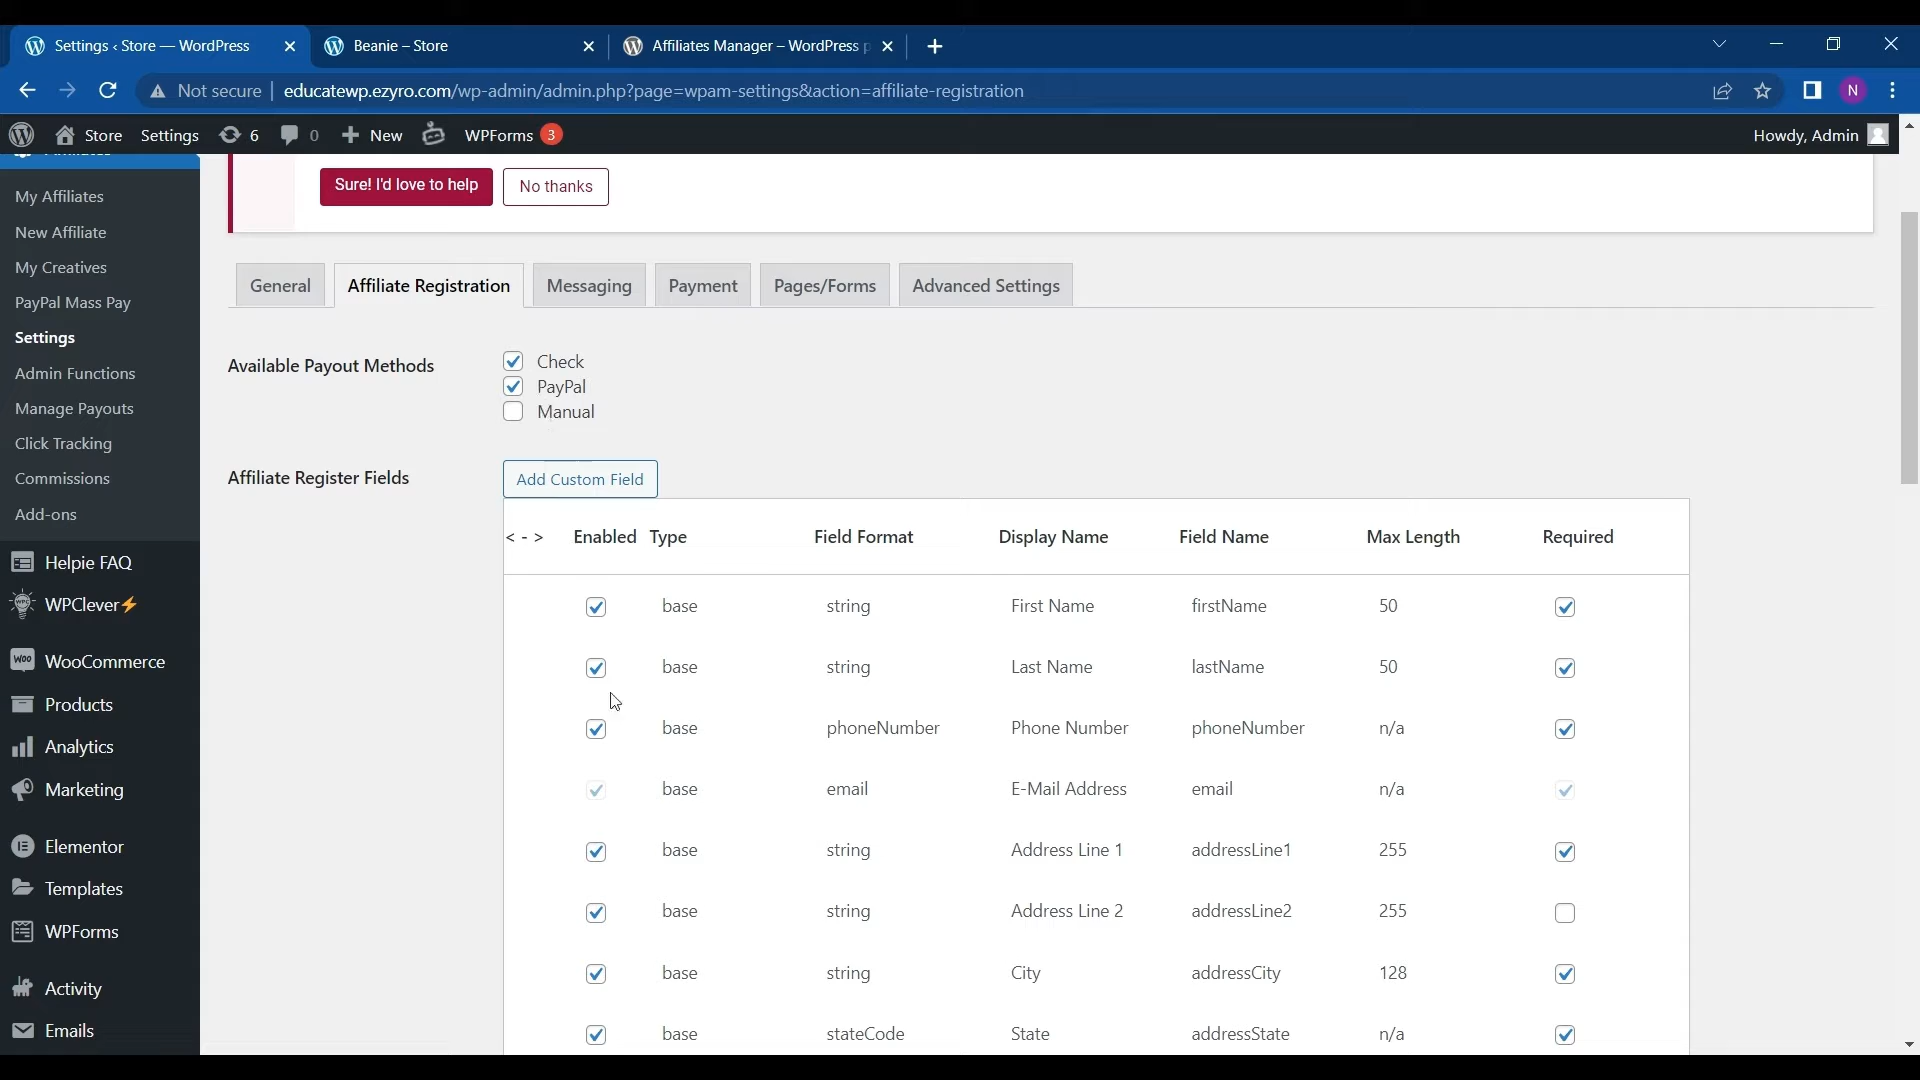 Settings ‹ Store — WordPress
Beanie – Store
Affiliates Manager – WordPress p
Not secure
educatewp.ezyro.com/wp-admin/admin.php?page=wpam-settings&action=affiliate-registration
N
Store
Settings
6
0
New
WPForms 3
Howdy, Admin
Sure! I'd love to help
No thanks
My Affiliates
New Affiliate
My Creatives
PayPal Mass Pay
Settings
Admin Functions
Manage Payouts
Click Tracking
Commissions
Add-ons
Helpie FAQ
WPClever⚡
WooCommerce
Products
Analytics
Marketing
Elementor
Templates
WPForms
Activity
Emails
General
Affiliate Registration
Messaging
Payment
Pages/Forms
Advanced Settings
Available Payout Methods
Check
PayPal
Manual
Affiliate Register Fields
Add Custom Field
< - > Enabled Type Field Format Display Name Field Name Max Length Required
base string First Name firstName 50
base string Last Name lastName 50
base phoneNumber Phone Number phoneNumber n/a
base email E-Mail Address email n/a
base string Address Line 1 addressLine1 255
base string Address Line 2 addressLine2 255
base string City addressCity 128
base stateCode State addressState n/a